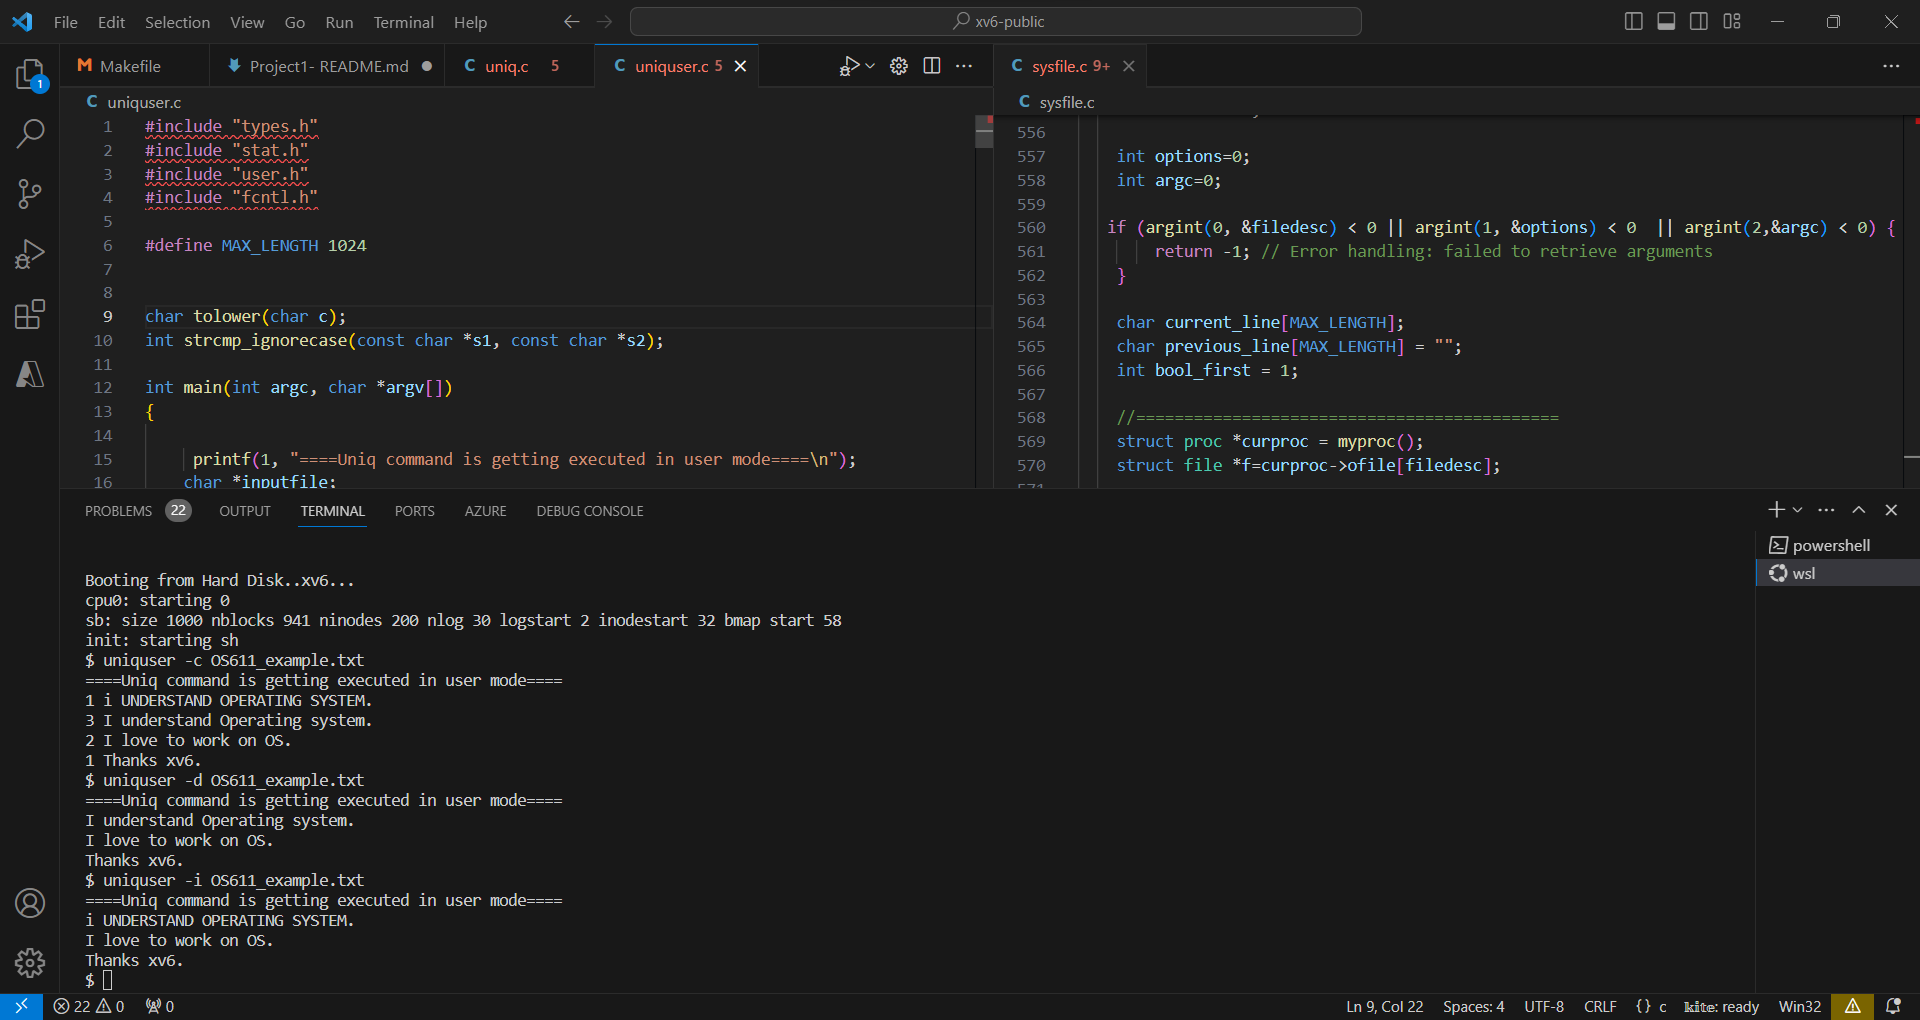 File Edit Selection View Go Run Terminal Help
xv6-public
Makefile
Project1- README.md
uniq.c 5
uniquser.c 5
sysfile.c 9+
uniquser.c
1 #include "types.h"
2 #include "stat.h"
3 #include "user.h"
4 #include "fcntl.h"
5
6 #define MAX_LENGTH 1024
7
8
9 char tolower(char c);
10 int strcmp_ignorecase(const char *s1, const char *s2);
11
12 int main(int argc, char *argv[])
13 {
14
15 printf(1, "====Uniq command is getting executed in user mode====\n");
16 char *inputfile;
sysfile.c
556
557 int options=0;
558 int argc=0;
559
560 if (argint(0, &filedesc) < 0 || argint(1, &options) < 0  || argint(2,&argc) < 0) {
561 return -1; // Error handling: failed to retrieve arguments
562 }
563
564 char current_line[MAX_LENGTH];
565 char previous_line[MAX_LENGTH] = "";
566 int bool_first = 1;
567
568 //============================================
569 struct proc *curproc = myproc();
570 struct file *f=curproc->ofile[filedesc];
571
PROBLEMS 22 OUTPUT TERMINAL PORTS AZURE DEBUG CONSOLE
powershell
wsl
Booting from Hard Disk..xv6...
cpu0: starting 0
sb: size 1000 nblocks 941 ninodes 200 nlog 30 logstart 2 inodestart 32 bmap start 58
init: starting sh
$ uniquser -c OS611_example.txt
====Uniq command is getting executed in user mode====
1 i UNDERSTAND OPERATING SYSTEM.
3 I understand Operating system.
2 I love to work on OS.
1 Thanks xv6.
$ uniquser -d OS611_example.txt
====Uniq command is getting executed in user mode====
I understand Operating system.
I love to work on OS.
Thanks xv6.
$ uniquser -i OS611_example.txt
====Uniq command is getting executed in user mode====
i UNDERSTAND OPERATING SYSTEM.
I love to work on OS.
Thanks xv6.
$
1
22 0 0
Ln 9, Col 22 Spaces: 4 UTF-8 CRLF {} c kite: ready Win32